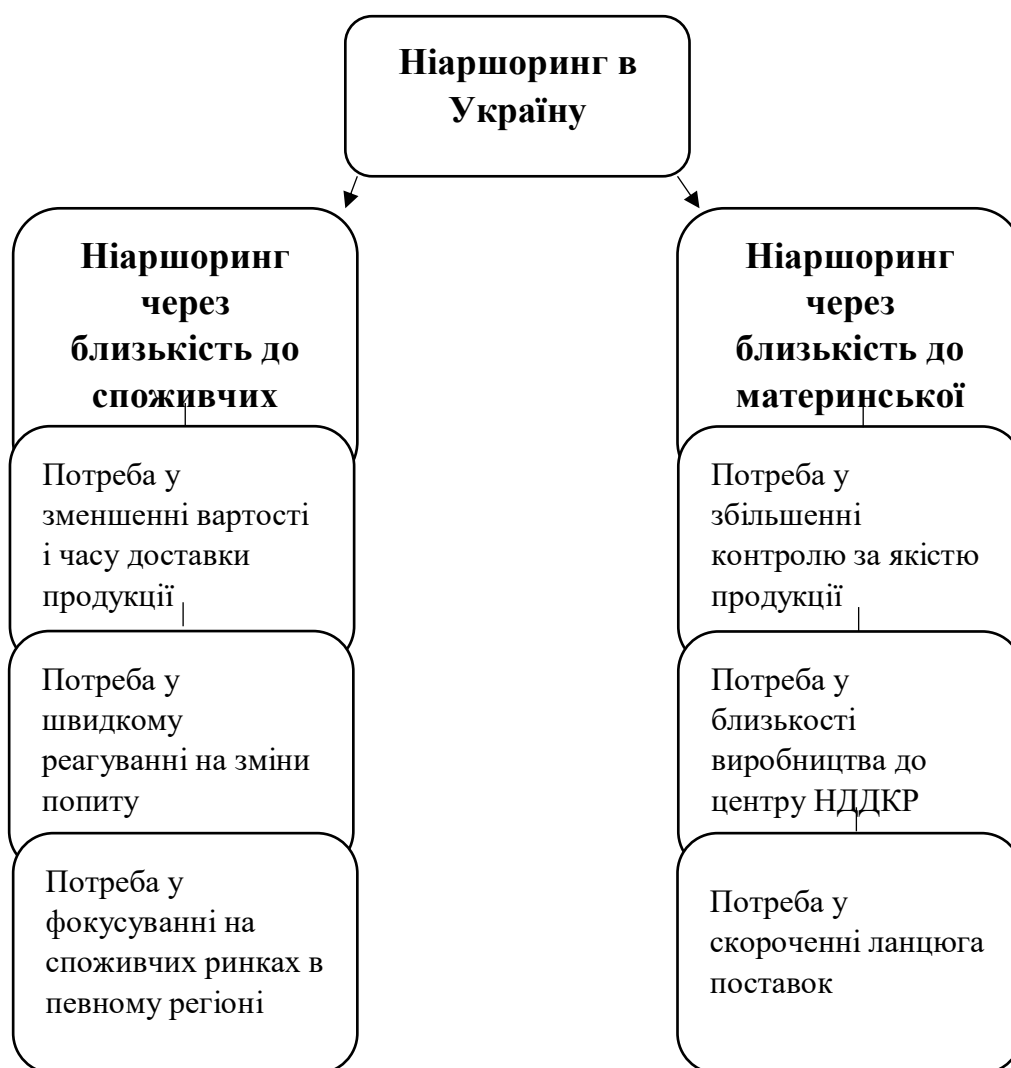 Ніаршоринг в
Україну
Ніаршоринг
через
близькість до
споживчих
Потреба у
зменшенні вартості
і часу доставки
продукції
Потреба у
швидкому
реагуванні на зміни
попиту
Потреба у
фокусуванні на
споживчих ринках в
певному регіоні
Ніаршоринг
через
близькість до
материнської
Потреба у
збільшенні
контролю за якістю
продукції
Потреба у
близькості
виробництва до
центру НДДКР
Потреба у
скороченні ланцюга
поставок